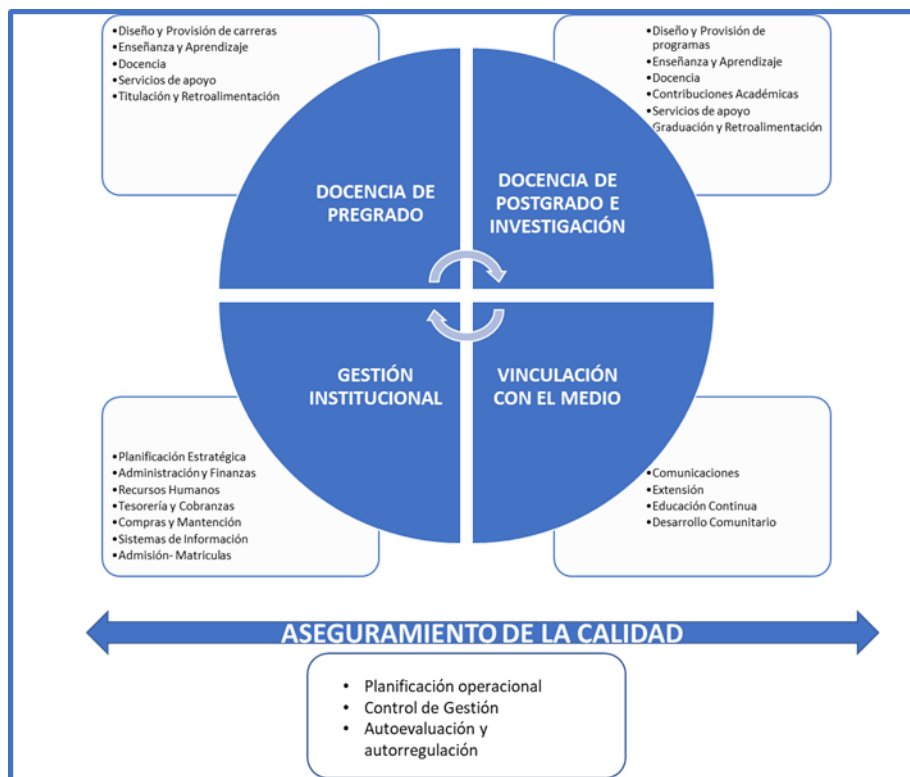 •Diseño y Provisión de carreras
•Enseñanza y Aprendizaje
•Docencia
•Servicios de apoyo
•Titulación y Retroalimentación
•Diseño y Provisión de
programas
•Enseñanza y Aprendizaje
•Docencia
•Contribuciones Académicas
•Servicios de apoyo
•Graduación y Retroalimentación
DOCENCIA DE
PREGRADO
DOCENCIA DE
POSTGRADO E
INVESTIGACIÓN
GESTIÓN
INSTITUCIONAL
VINCULACIÓN
CON EL MEDIO
•Planificación Estratégica
•Administración y Finanzas
•Recursos Humanos
•Tesorería y Cobranzas
•Compras y Mantención
•Sistemas de Información
•Admisión- Matriculas
•Comunicaciones
•Extensión
•Educación Continua
•Desarrollo Comunitario
ASEGURAMIENTO DE LA CALIDAD
• Planificación operacional
• Control de Gestión
• Autoevaluación y
autorregulación